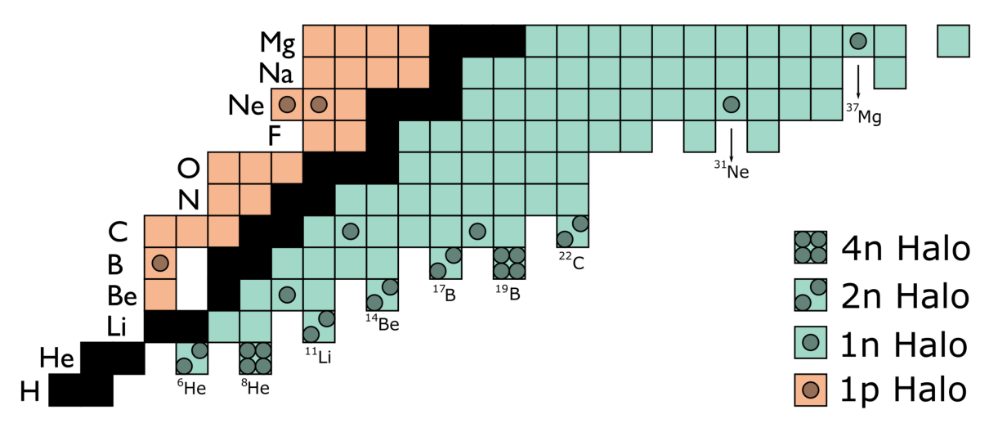 Mg
Na
Ne
³⁷Mg
F
O
³¹Ne
N
C
B
²²C
4n Halo
Be
¹⁷B
¹⁹B
2n Halo
Li
¹⁴Be
1n Halo
He
¹¹Li
H
⁶He
⁸He
1p Halo